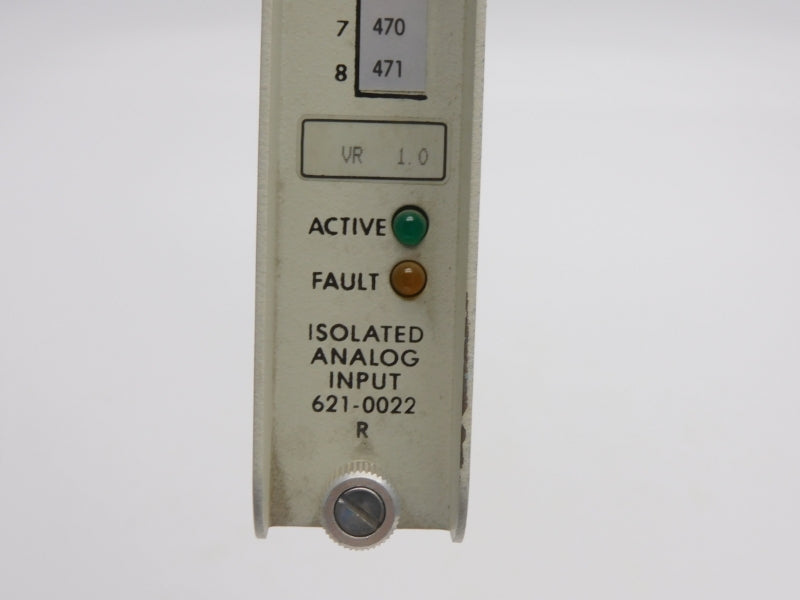 7 470
8 471
VR 1.0
ACTIVE
FAULT
ISOLATED
ANALOG
INPUT
621-0022
R